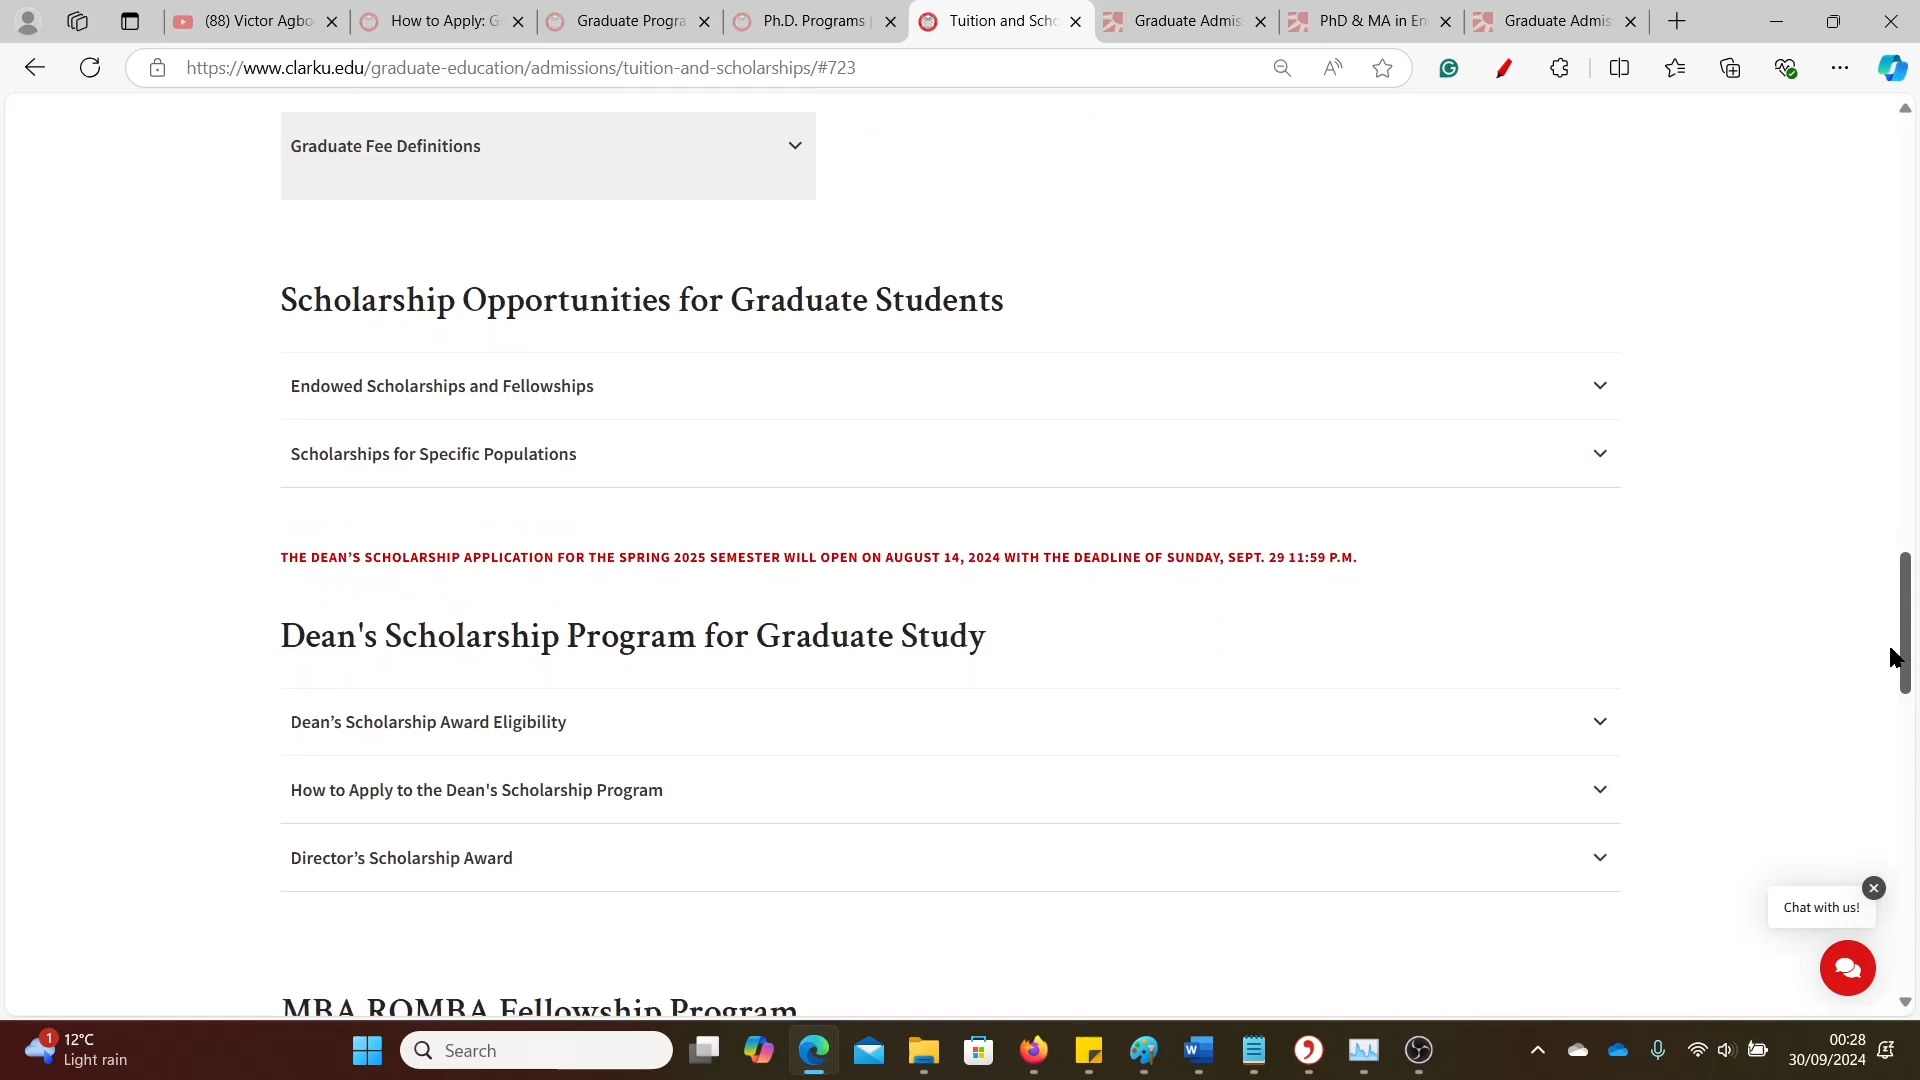 (88) Victor Agbo
How to Apply: G
Graduate Progra
Ph.D. Programs |
Tuition and Scho
Graduate Admis
PhD & MA in En
Graduate Admis
https://www.clarku.edu/graduate-education/admissions/tuition-and-scholarships/#723
Graduate Fee Definitions
Scholarship Opportunities for Graduate Students
Endowed Scholarships and Fellowships
Scholarships for Specific Populations
THE DEAN’S SCHOLARSHIP APPLICATION FOR THE SPRING 2025 SEMESTER WILL OPEN ON AUGUST 14, 2024 WITH THE DEADLINE OF SUNDAY, SEPT. 29 11:59 P.M.
Dean's Scholarship Program for Graduate Study
Dean’s Scholarship Award Eligibility
How to Apply to the Dean's Scholarship Program
Director’s Scholarship Award
Chat with us!
MBA ROMBA Fellowship Program
1
12°C
Light rain
Search
00:28
30/09/2024